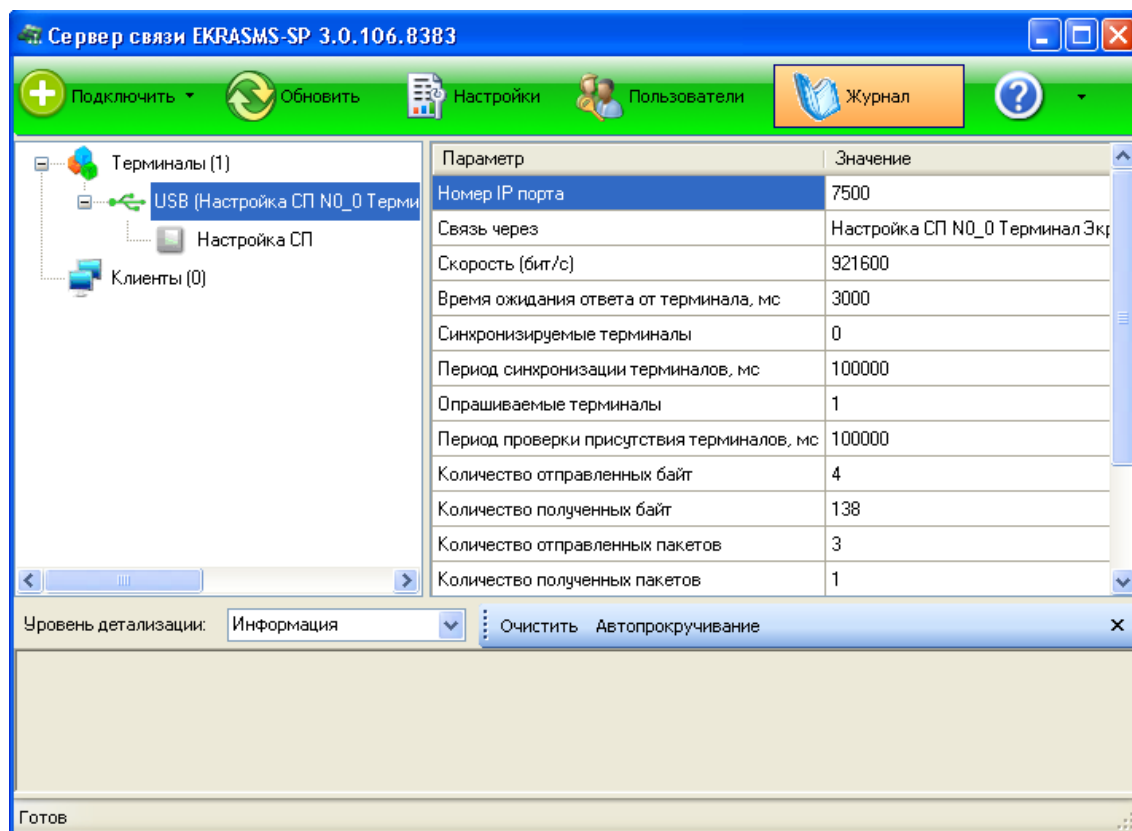 Сервер связи EKRASMS-SP 3.0.106.8383
Подключить Обновить Настройки Пользователи Журнал
Терминалы (1)
USB (Настройка СП N0_0 Терми
Настройка СП
Клиенты (0)
Параметр Значение
Номер IP порта 7500
Связь через Настройка СП N0_0 Терминал Экр
Скорость (бит/с) 921600
Время ожидания ответа от терминала, мс 3000
Синхронизируемые терминалы 0
Период синхронизации терминалов, мс 100000
Опрашиваемые терминалы 1
Период проверки присутствия терминалов, мс 100000
Количество отправленных байт 4
Количество полученных байт 138
Количество отправленных пакетов 3
Количество полученных пакетов 1
Уровень детализации: Информация Очистить Автопрокручивание
Готов